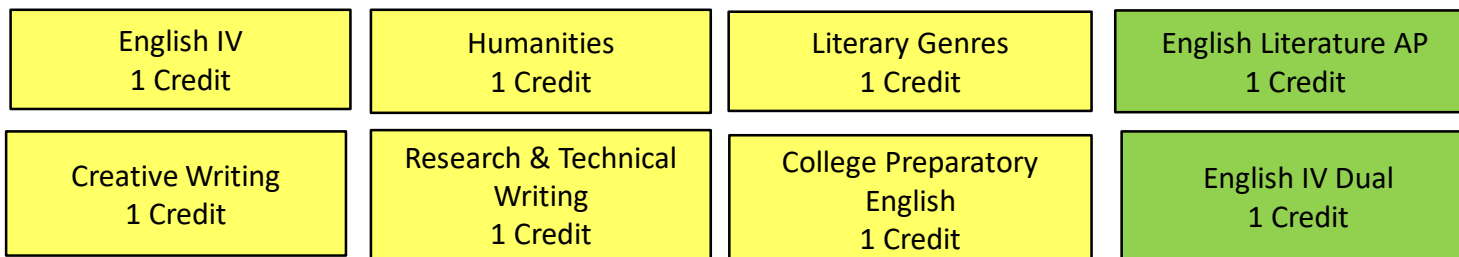 English IV
1 Credit
Humanities
1 Credit
Literary Genres
1 Credit
English Literature AP
1 Credit
Creative Writing
1 Credit
Research & Technical
Writing
1 Credit
College Preparatory
English
1 Credit
English IV Dual
1 Credit